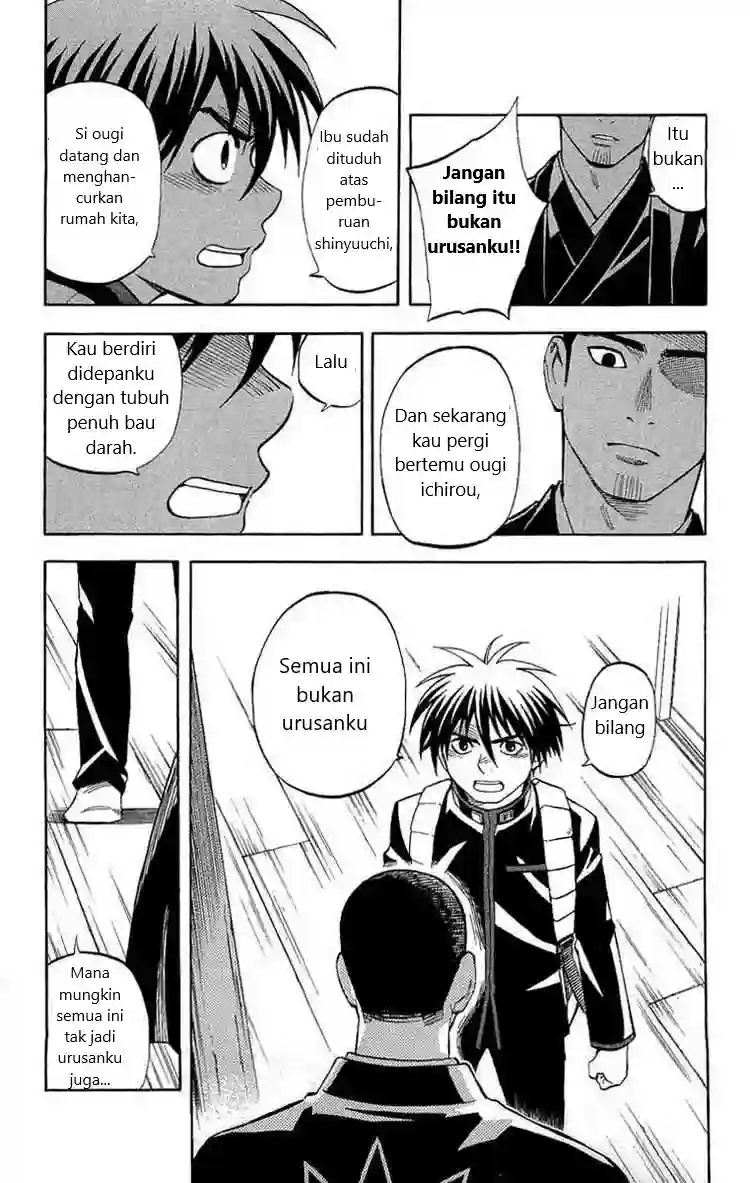 Itu
bukan
...
Jangan
bilang itu
bukan
urusanku!!
Ibu sudah
dituduh
atas
pembu-
ruan
shinyuuchi,
Si ougi
datang dan
menghan-
curkan
rumah kita,
Dan sekarang
kau pergi
bertemu ougi
ichirou,
Lalu
Kau berdiri
didepanku
dengan tubuh
penuh bau
darah.
Jangan
bilang
Semua ini
bukan
urusanku
Mana
mungkin
semua ini
tak jadi
urusanku
juga...